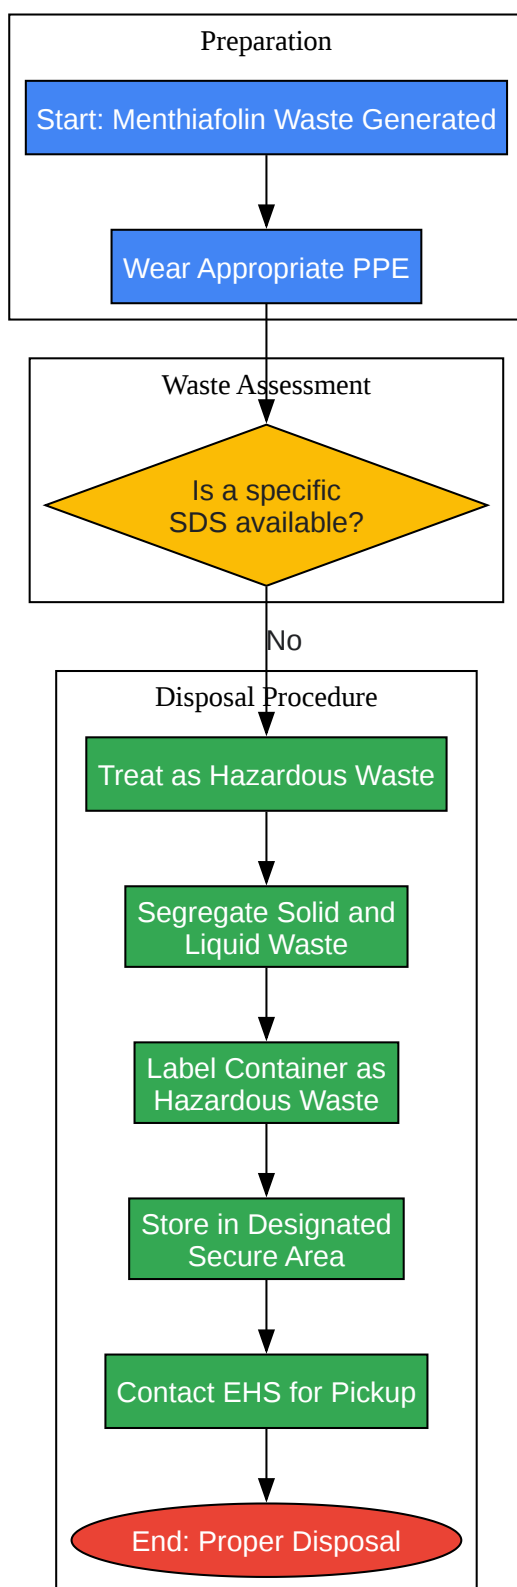 Preparation
Start: Menthiafolin Waste Generated
Wear Appropriate PPE
Waste Assessment
Is a specific
SDS available?
No
Disposal Procedure
Treat as Hazardous Waste
Segregate Solid and
Liquid Waste
Label Container as
Hazardous Waste
Store in Designated
Secure Area
Contact EHS for Pickup
End: Proper Disposal